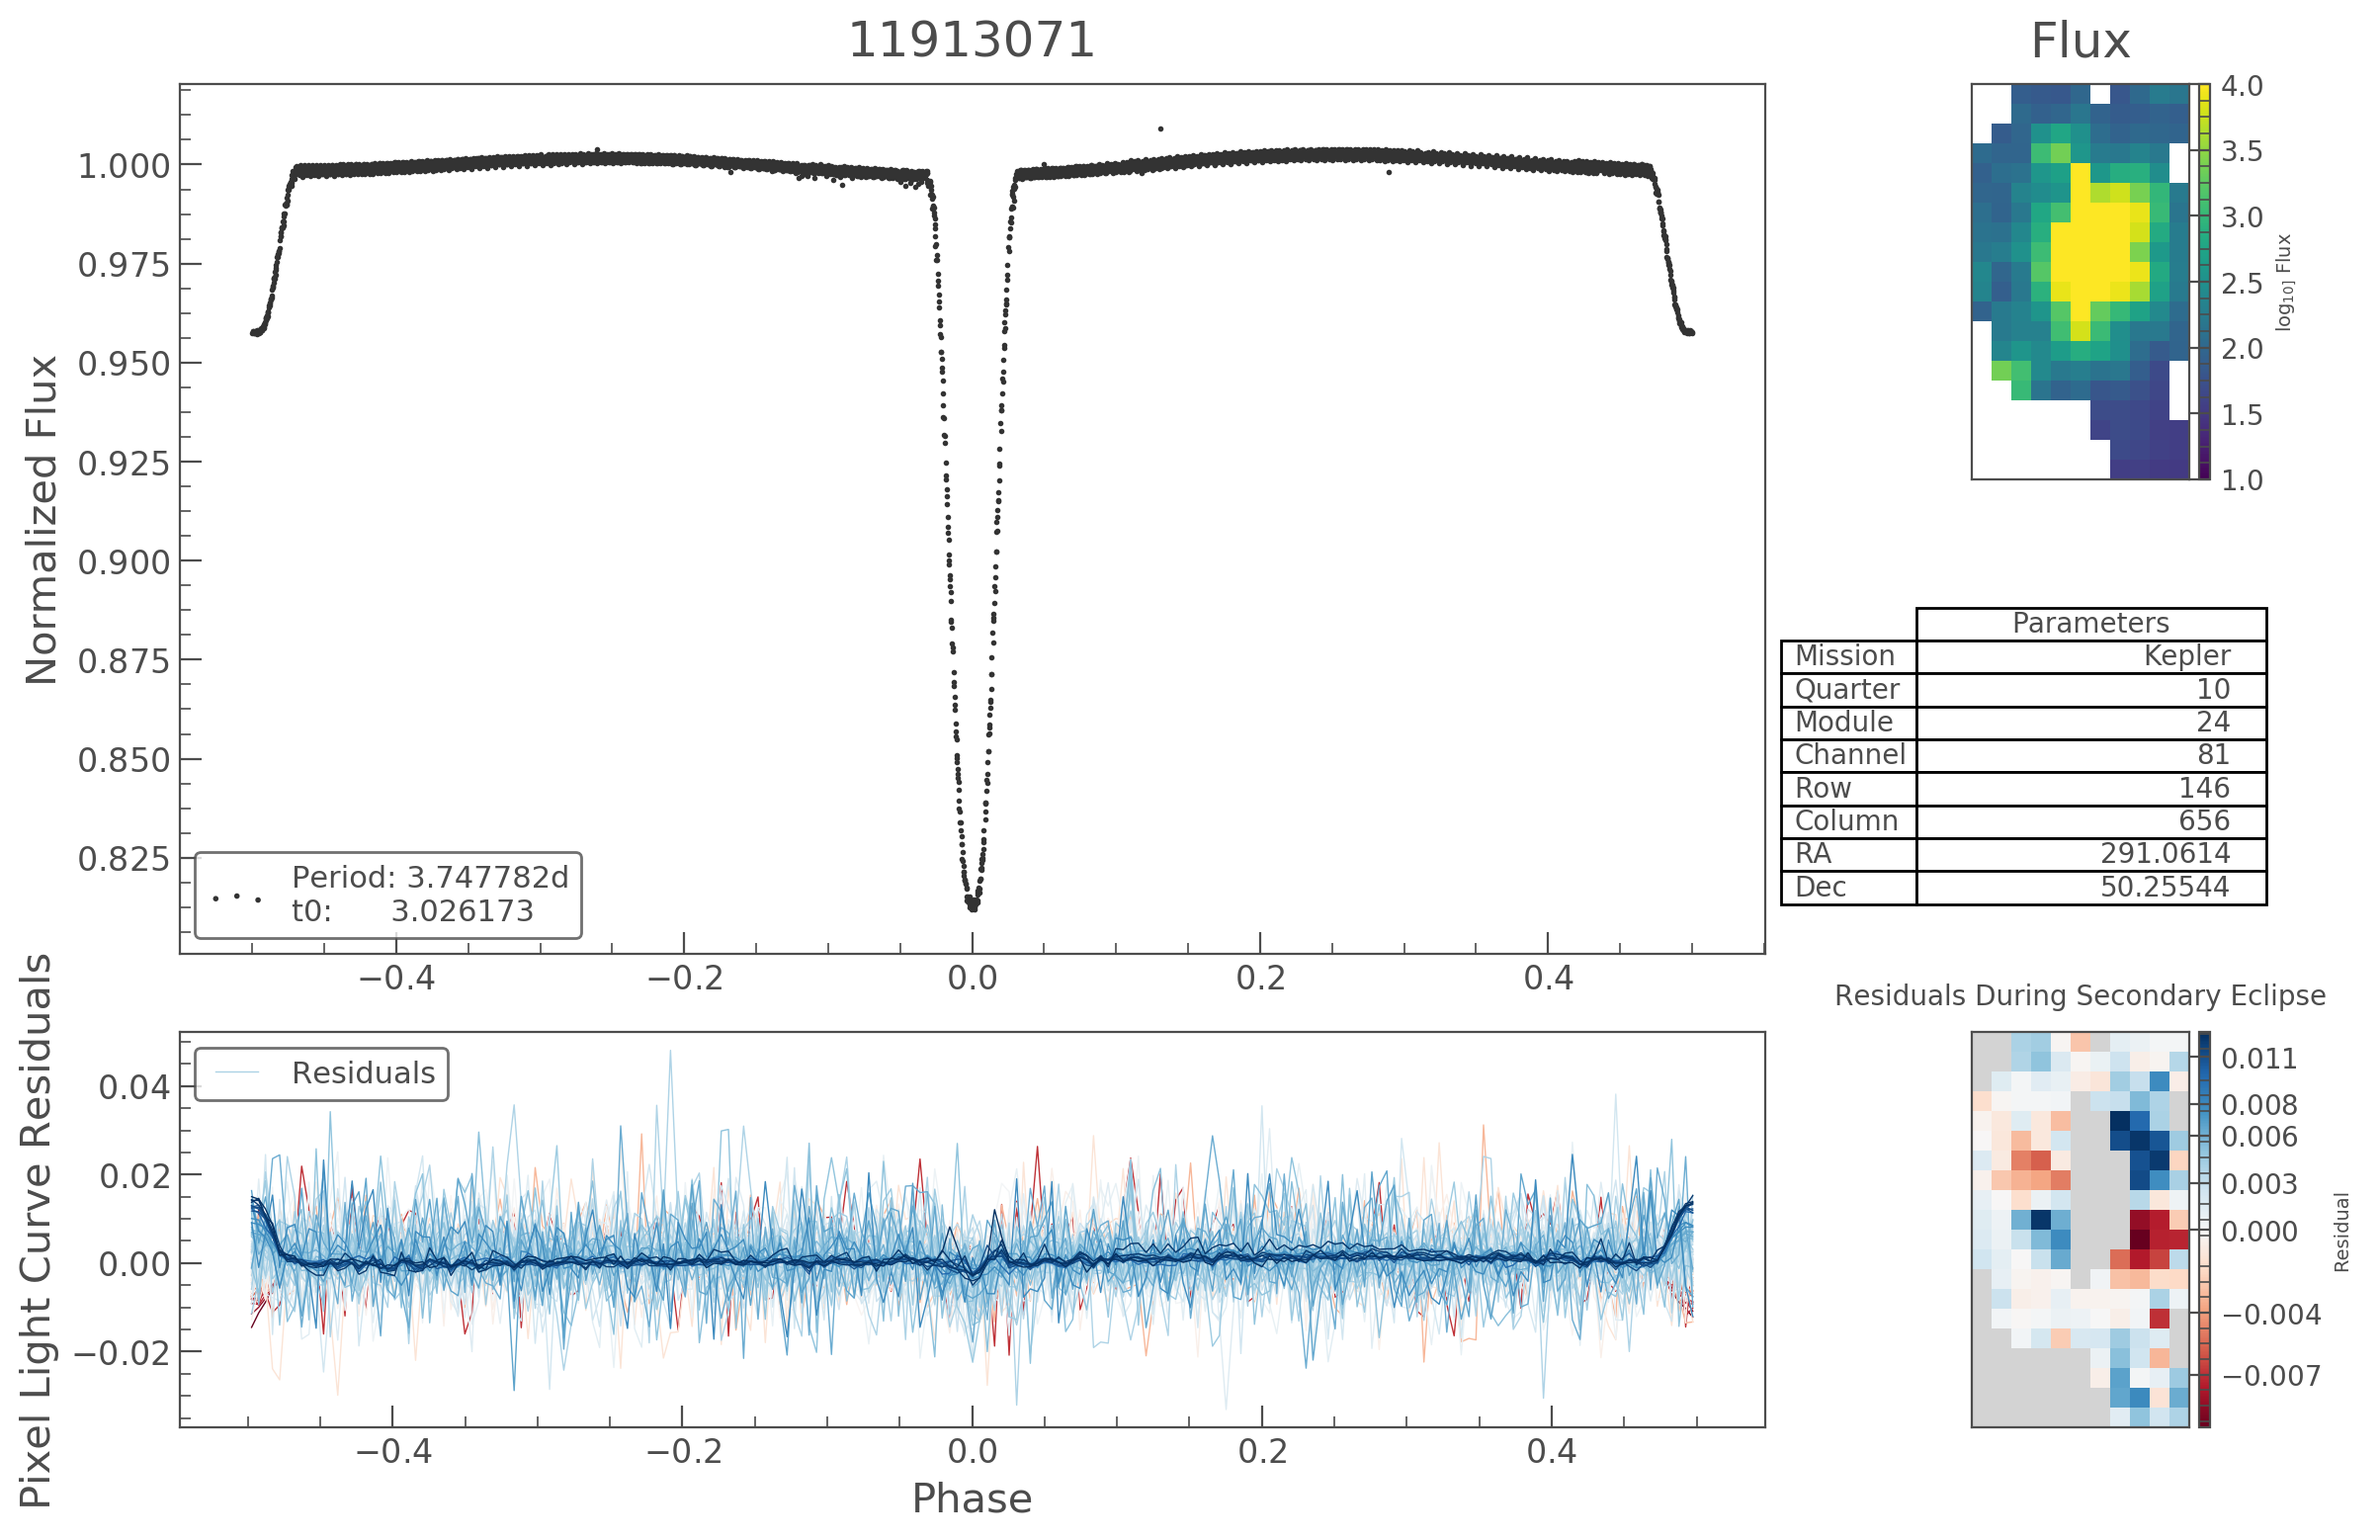 11913071
Normalized Flux
1.000
0.975
0.950
0.925
0.900
0.875
0.850
0.825
Period: 3.747782d
t0: 3.026173
−0.4 −0.2 0.0 0.2 0.4
Flux
4.0
3.5
3.0
2.5
2.0
1.5
1.0
log10] Flux
Parameters
Mission Kepler
Quarter 10
Module 24
Channel 81
Row 146
Column 656
RA 291.0614
Dec 50.25544
Pixel Light Curve Residuals
Residuals
0.04
0.02
0.00
−0.02
−0.4 −0.2 0.0 0.2 0.4
Phase
Residuals During Secondary Eclipse
0.011
0.008
0.006
0.003
0.000
−0.004
−0.007
Residual